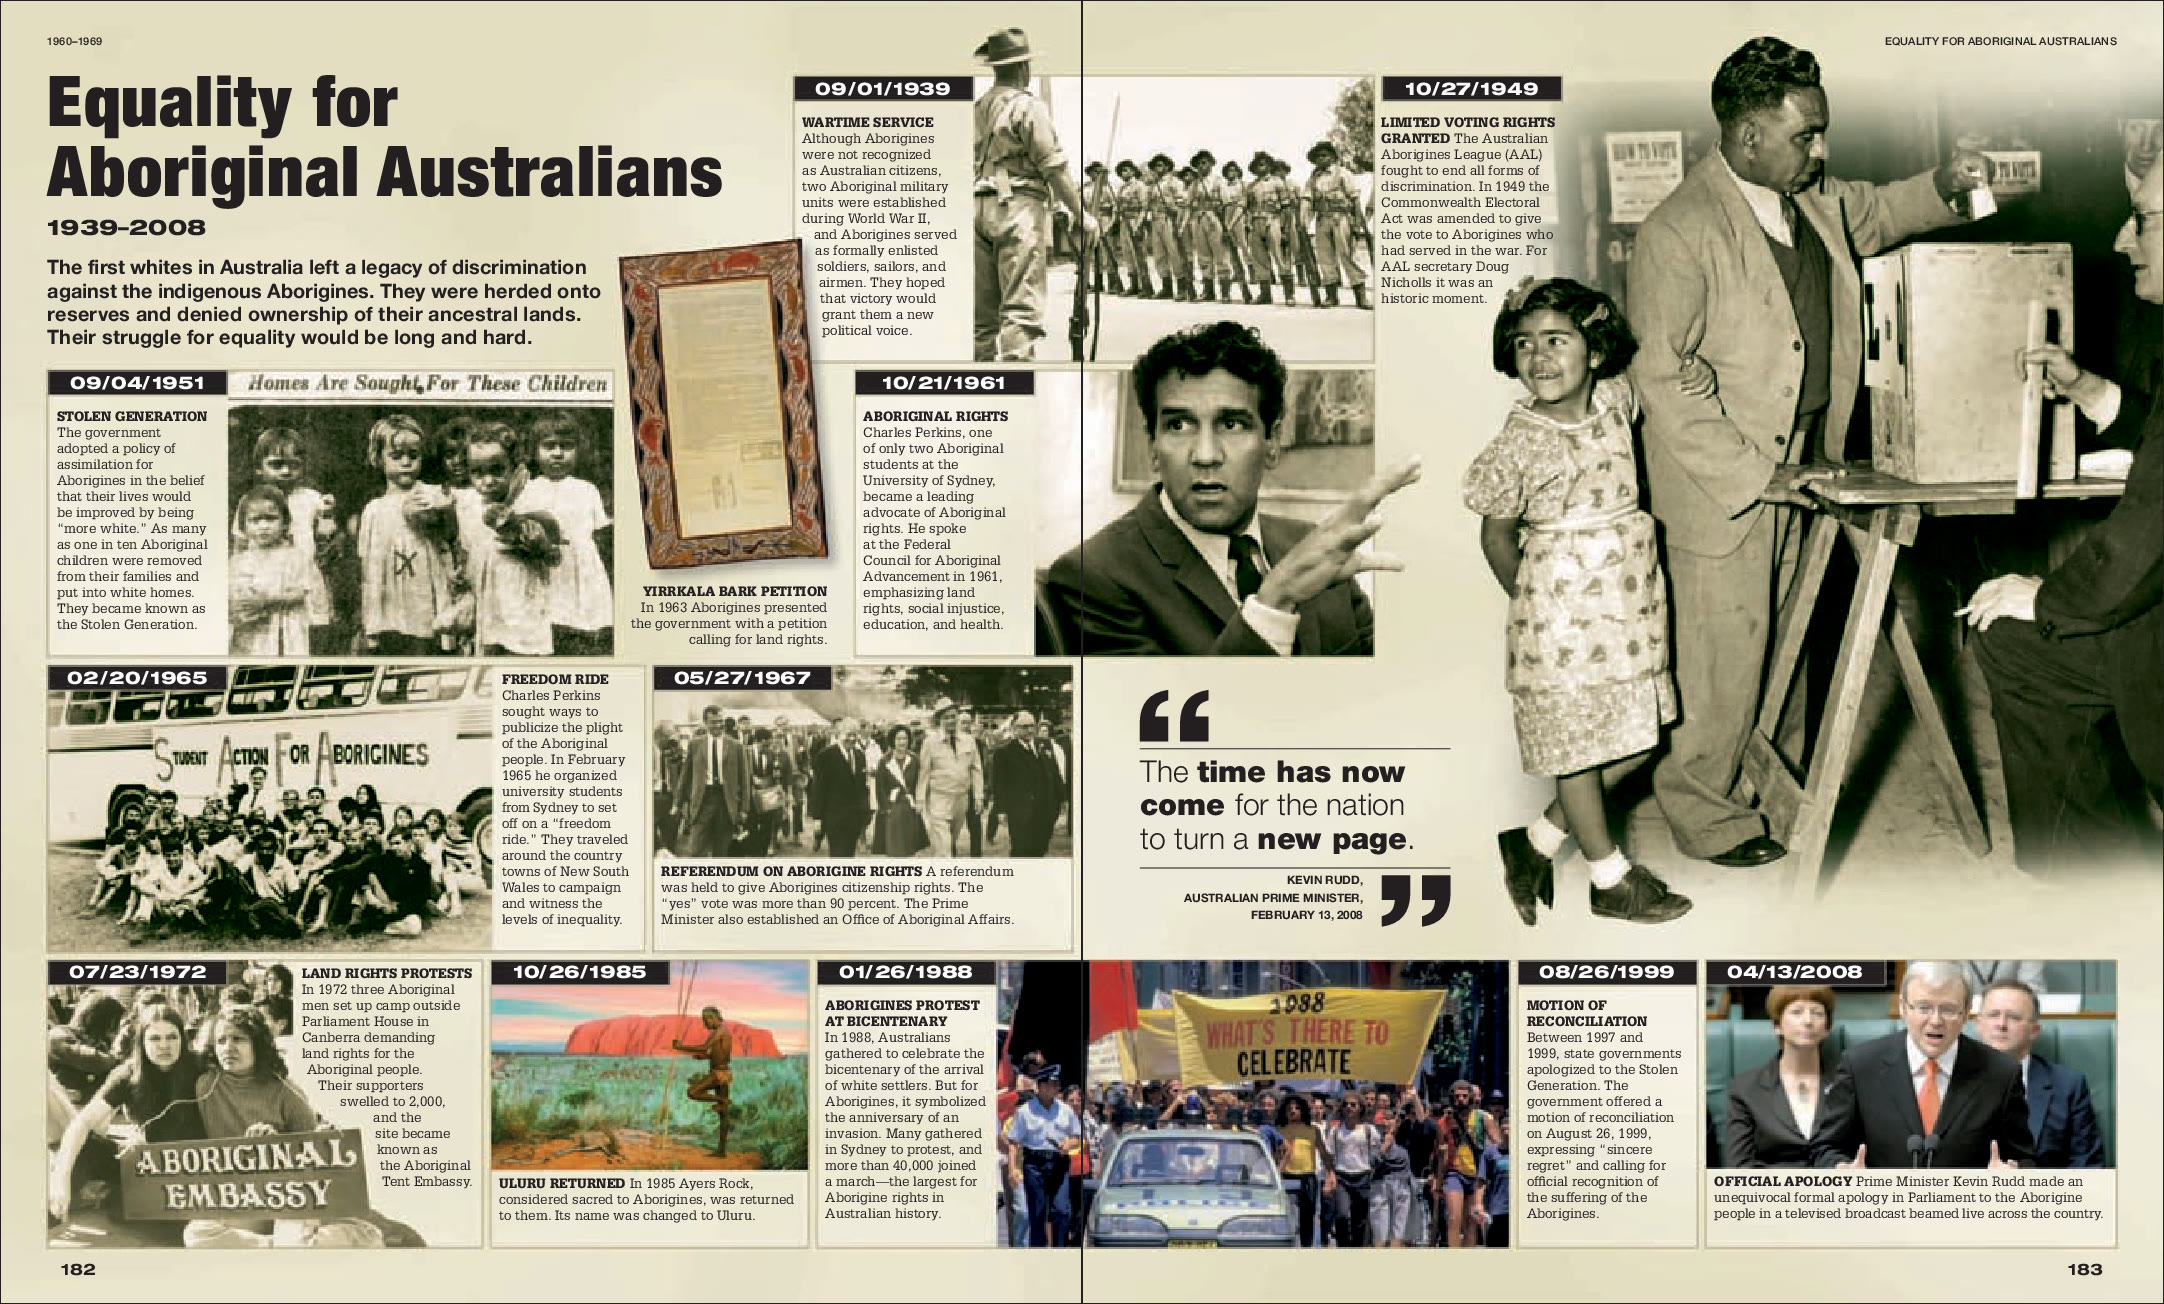 1960–1969
EQUALITY FOR ABORIGINAL AUSTRALIANS
Equality for
Aboriginal Australians
1939–2008
The first whites in Australia left a legacy of discrimination
against the indigenous Aborigines. They were herded onto
reserves and denied ownership of their ancestral lands.
Their struggle for equality would be long and hard.
09/01/1939
WARTIME SERVICE
Although Aborigines
were not recognized
as Australian citizens,
two Aboriginal military
units were established
during World War II,
and Aborigines served
as formally enlisted
soldiers, sailors, and
airmen. They hoped
that victory would
grant them a new
political voice.
10/27/1949
LIMITED VOTING RIGHTS
GRANTED The Australian
Aborigines League (AAL)
fought to end all forms of
discrimination. In 1949 the
Commonwealth Electoral
Act was amended to give
the vote to Aborigines who
had served in the war. For
AAL secretary Doug
Nicholls it was an
historic moment.
HOW TO VOTE
HOW TO VOTE
09/04/1951
STOLEN GENERATION
The government
adopted a policy of
assimilation for
Aborigines in the belief
that their lives would
be improved by being
“more white.” As many
as one in ten Aboriginal
children were removed
from their families and
put into white homes.
They became known as
the Stolen Generation.
Homes Are Sought For These Children
X
YIRRKALA BARK PETITION
In 1963 Aborigines presented
the government with a petition
calling for land rights.
10/21/1961
ABORIGINAL RIGHTS
Charles Perkins, one
of only two Aboriginal
students at the
University of Sydney,
became a leading
advocate of Aboriginal
rights. He spoke
at the Federal
Council for Aboriginal
Advancement in 1961,
emphasizing land
rights, social injustice,
education, and health.
02/20/1965
STUDENT ACTION FOR ABORIGINES
FREEDOM RIDE
Charles Perkins
sought ways to
publicize the plight
of the Aboriginal
people. In February
1965 he organized
university students
from Sydney to set
off on a “freedom
ride.” They traveled
around the country
towns of New South
Wales to campaign
and witness the
levels of inequality.
05/27/1967
REFERENDUM ON ABORIGINE RIGHTS A referendum
was held to give Aborigines citizenship rights. The
“yes” vote was more than 90 percent. The Prime
Minister also established an Office of Aboriginal Affairs.
“
The time has now
come for the nation
to turn a new page.
KEVIN RUDD,
AUSTRALIAN PRIME MINISTER,
FEBRUARY 13, 2008
”
07/23/1972
LAND RIGHTS PROTESTS
In 1972 three Aboriginal
men set up camp outside
Parliament House in
Canberra demanding
land rights for the
Aboriginal people.
Their supporters
swelled to 2,000,
and the
site became
known as
the Aboriginal
Tent Embassy.
ABORIGINAL
EMBASSY
10/26/1985
ULURU RETURNED In 1985 Ayers Rock,
considered sacred to Aborigines, was returned
to them. Its name was changed to Uluru.
01/26/1988
ABORIGINES PROTEST
AT BICENTENARY
In 1988, Australians
gathered to celebrate the
bicentenary of the arrival
of white settlers. But for
Aborigines, it symbolized
the anniversary of an
invasion. Many gathered
in Sydney to protest, and
more than 40,000 joined
a march—the largest for
Aborigine rights in
Australian history.
1988
WHAT'S THERE TO
CELEBRATE
08/26/1999
MOTION OF
RECONCILIATION
Between 1997 and
1999, state governments
apologized to the Stolen
Generation. The
government offered a
motion of reconciliation
on August 26, 1999,
expressing “sincere
regret” and calling for
official recognition of
the suffering of the
Aborigines.
04/13/2008
OFFICIAL APOLOGY Prime Minister Kevin Rudd made an
unequivocal formal apology in Parliament to the Aborigine
people in a televised broadcast beamed live across the country.
182
183